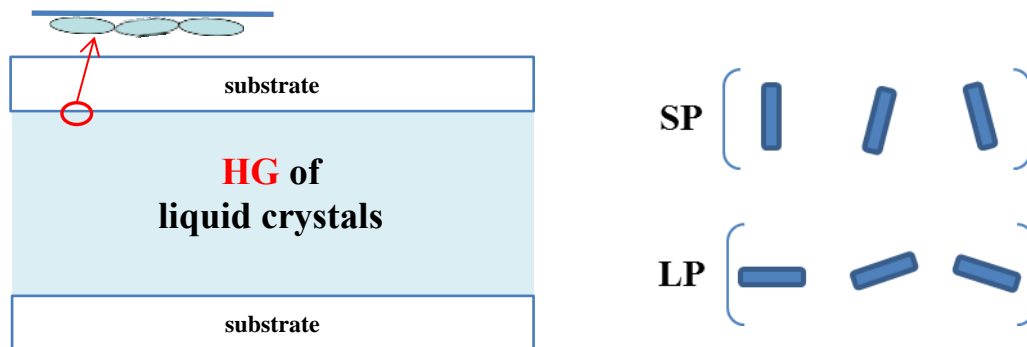 substrate
HG of
liquid crystals
substrate
SP
LP